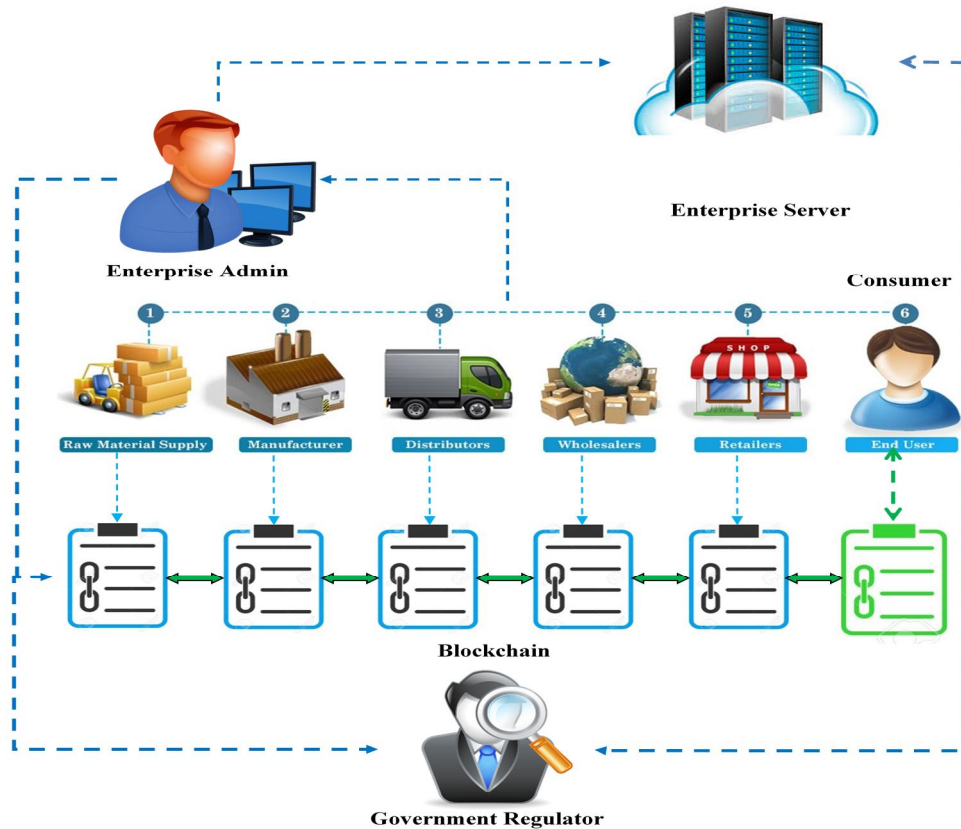 Enterprise Server
Enterprise Admin
Consumer
1 2 3 4 5 6
SHOP
Raw Material Supply Manufacturer Distributors Wholesalers Retailers End User
Blockchain
Government Regulator